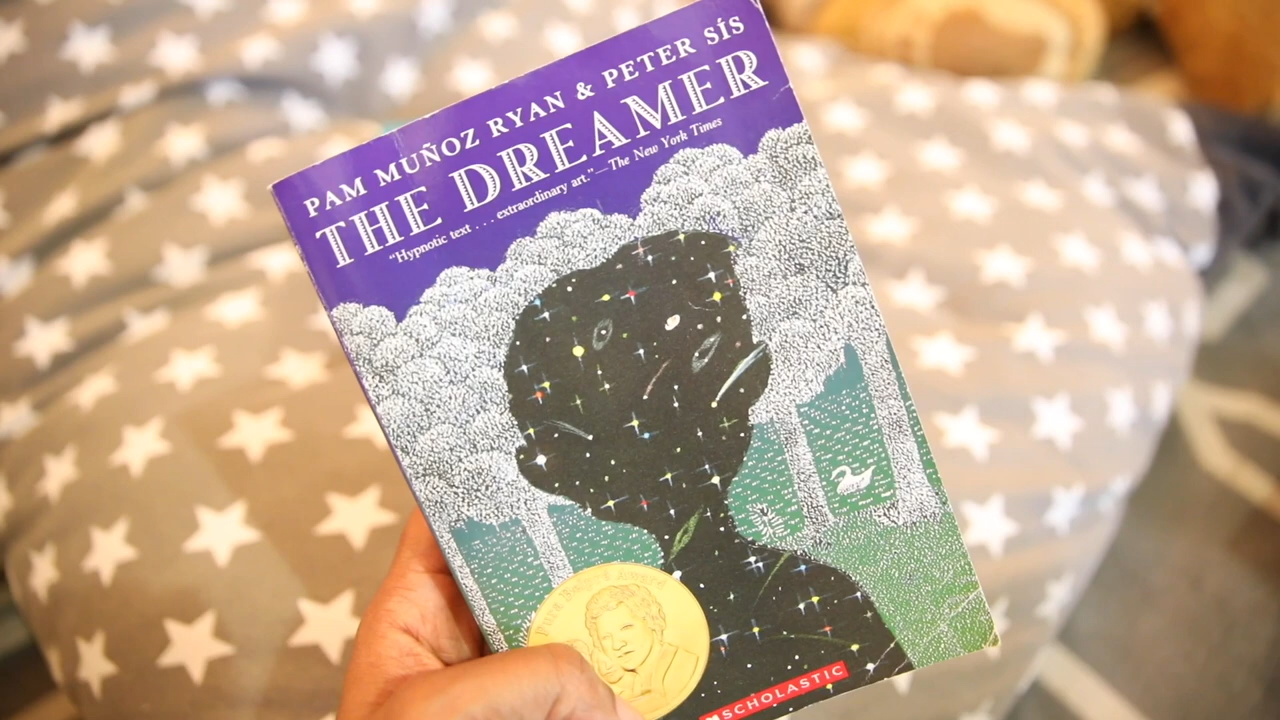 PAM MUÑOZ RYAN & PETER SÍS
THE DREAMER
"Hypnotic text . . . extraordinary art."—The New York Times
SCHOLASTIC